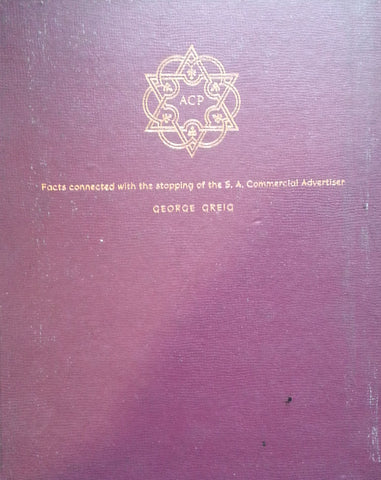 ACP
Facts connected with the stopping of the S. A. Commercial Advertiser
GEORGE GREIG